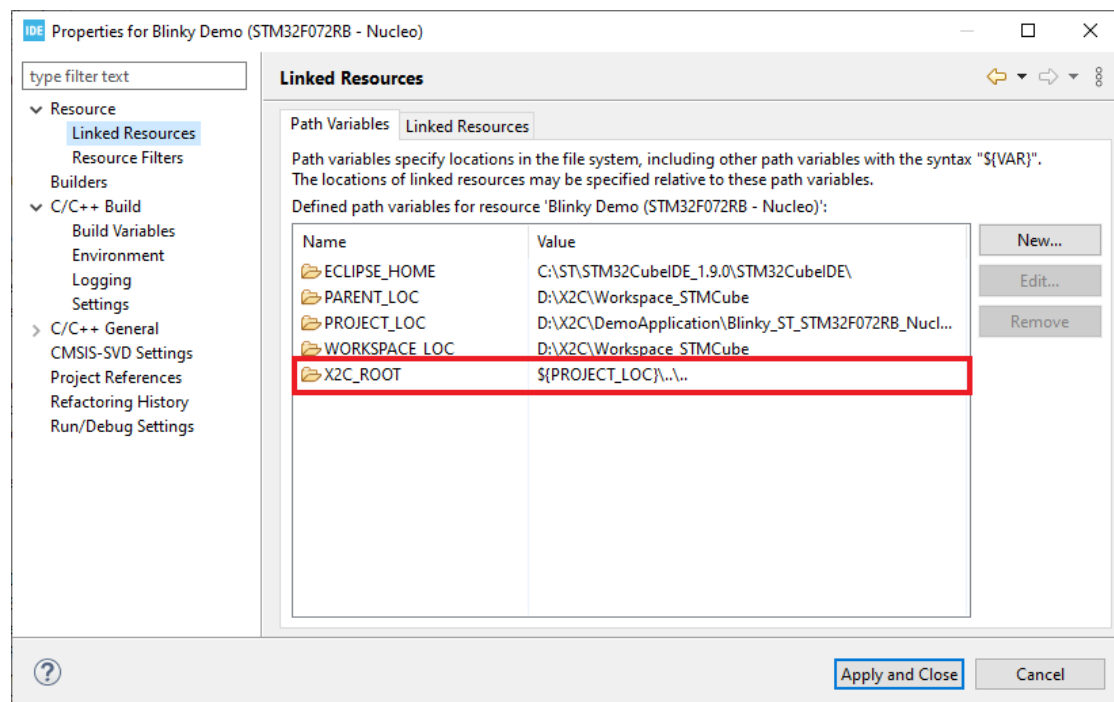 IDE Properties for Blinky Demo (STM32F072RB - Nucleo)
type filter text
Resource
Linked Resources
Resource Filters
Builders
C/C++ Build
Build Variables
Environment
Logging
Settings
C/C++ General
CMSIS-SVD Settings
Project References
Refactoring History
Run/Debug Settings
Linked Resources
Path Variables Linked Resources
Path variables specify locations in the file system, including other path variables with the syntax "${VAR}".
The locations of linked resources may be specified relative to these path variables.
Defined path variables for resource 'Blinky Demo (STM32F072RB - Nucleo)':
Name Value
ECLIPSE_HOME C:\ST\STM32CubeIDE_1.9.0\STM32CubeIDE\
PARENT_LOC D:\X2C\Workspace_STMCube
PROJECT_LOC D:\X2C\DemoApplication\Blinky_ST_STM32F072RB_Nucl...
WORKSPACE_LOC D:\X2C\Workspace_STMCube
X2C_ROOT ${PROJECT_LOC}\..\..
New...
Edit...
Remove
? Apply and Close Cancel